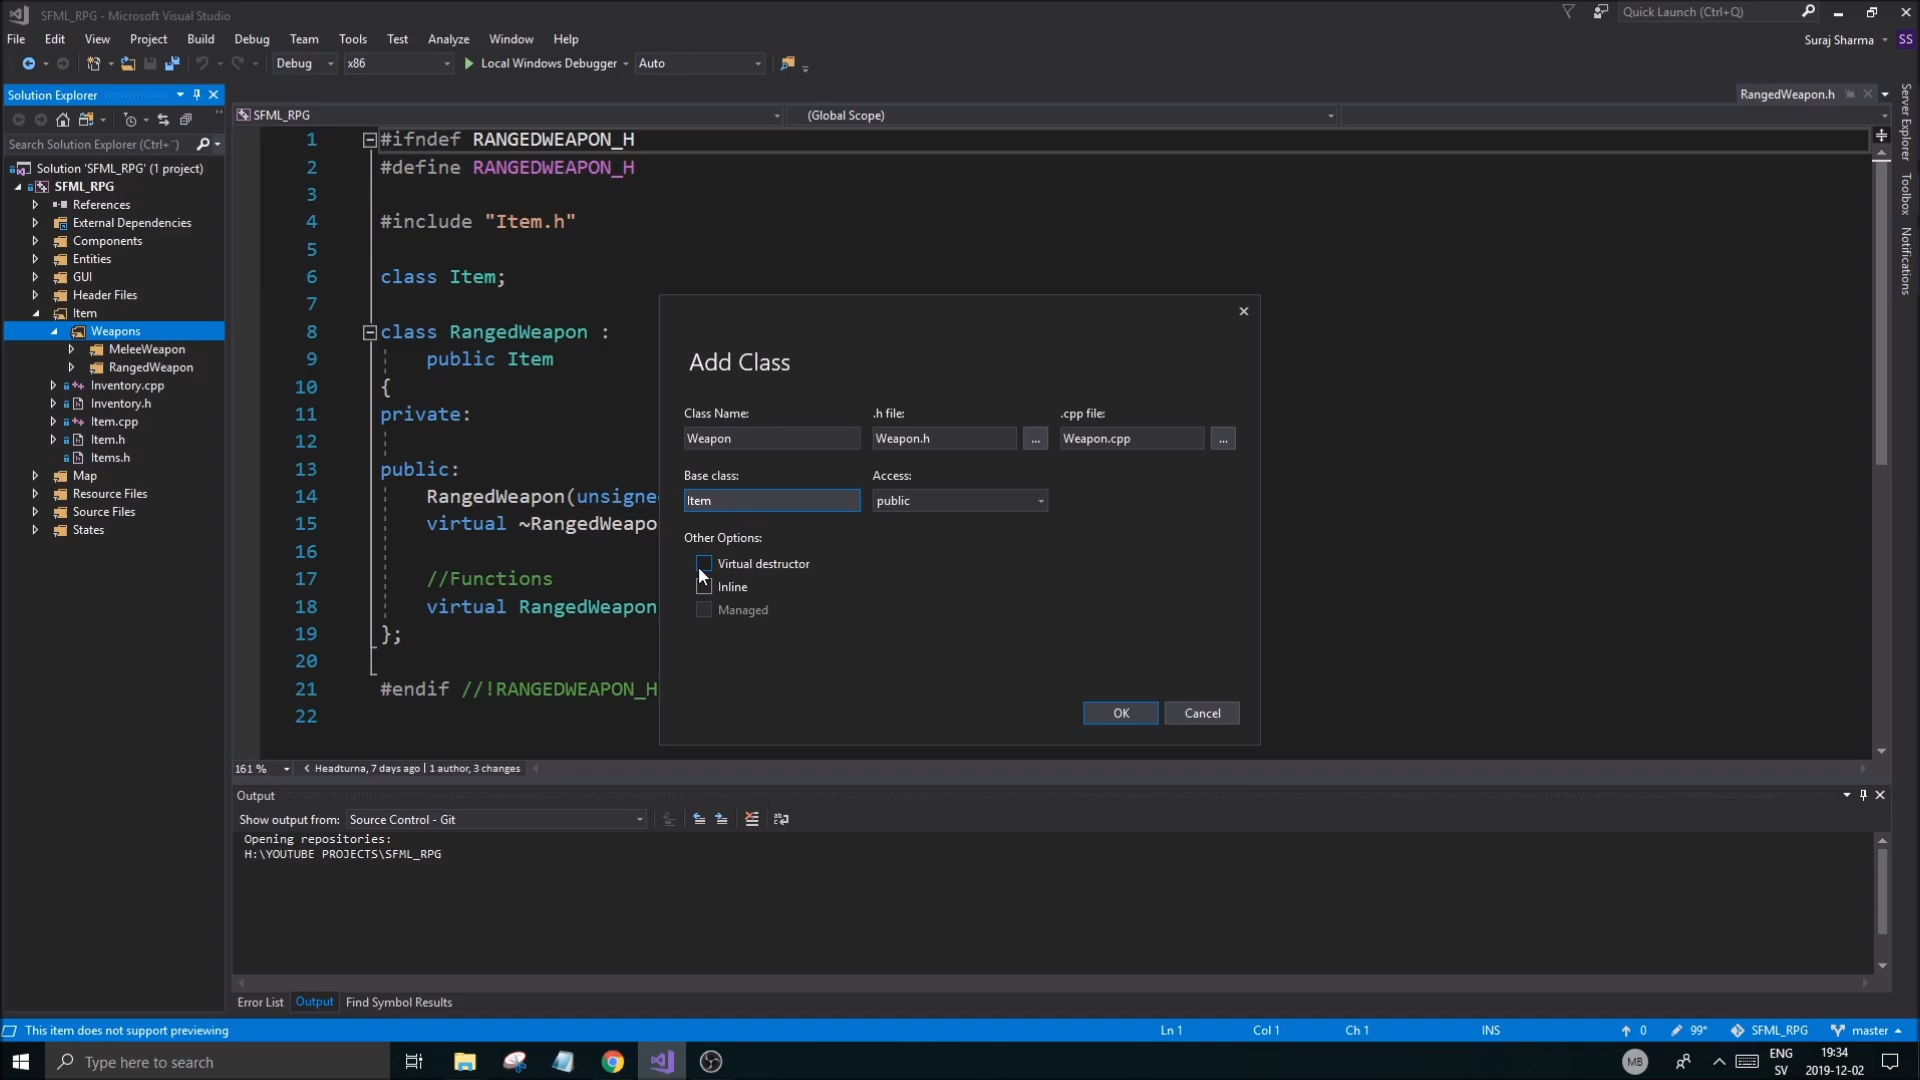 SFML_RPG - Microsoft Visual Studio
Quick Launch (Ctrl+Q)
File Edit View Project Build Debug Team Tools Test Analyze Window Help
Suraj Sharma SS
Debug x86 Local Windows Debugger Auto
Solution Explorer
Search Solution Explorer (Ctrl+¨)
Solution 'SFML_RPG' (1 project)
SFML_RPG
References
External Dependencies
Components
Entities
GUI
Header Files
Item
Weapons
MeleeWeapon
RangedWeapon
Inventory.cpp
Inventory.h
Item.cpp
Item.h
Items.h
Map
Resource Files
Source Files
States
RangedWeapon.h
SFML_RPG (Global Scope)
1 #ifndef RANGEDWEAPON_H
2 #define RANGEDWEAPON_H
3
4 #include "Item.h"
5
6 class Item;
7
8 class RangedWeapon :
9 public Item
10 {
11 private:
12
13 public:
14 RangedWeapon(unsigne
15 virtual ~RangedWeapo
16
17 //Functions
18 virtual RangedWeapon
19 };
20
21 #endif //!RANGEDWEAPON_H
22
Add Class
Class Name: .h file: .cpp file:
Weapon Weapon.h ... Weapon.cpp ...
Base class: Access:
Item public
Other Options:
Virtual destructor
Inline
Managed
OK Cancel
161 % Headturna, 7 days ago | 1 author, 3 changes
Output
Show output from: Source Control - Git
Opening repositories:
H:\YOUTUBE PROJECTS\SFML_RPG
Error List Output Find Symbol Results
Server Explorer
Toolbox
Notifications
This item does not support previewing Ln 1 Col 1 Ch 1 INS 0 99* SFML_RPG master
Type here to search
MB
ENG
SV
19:34
2019-12-02